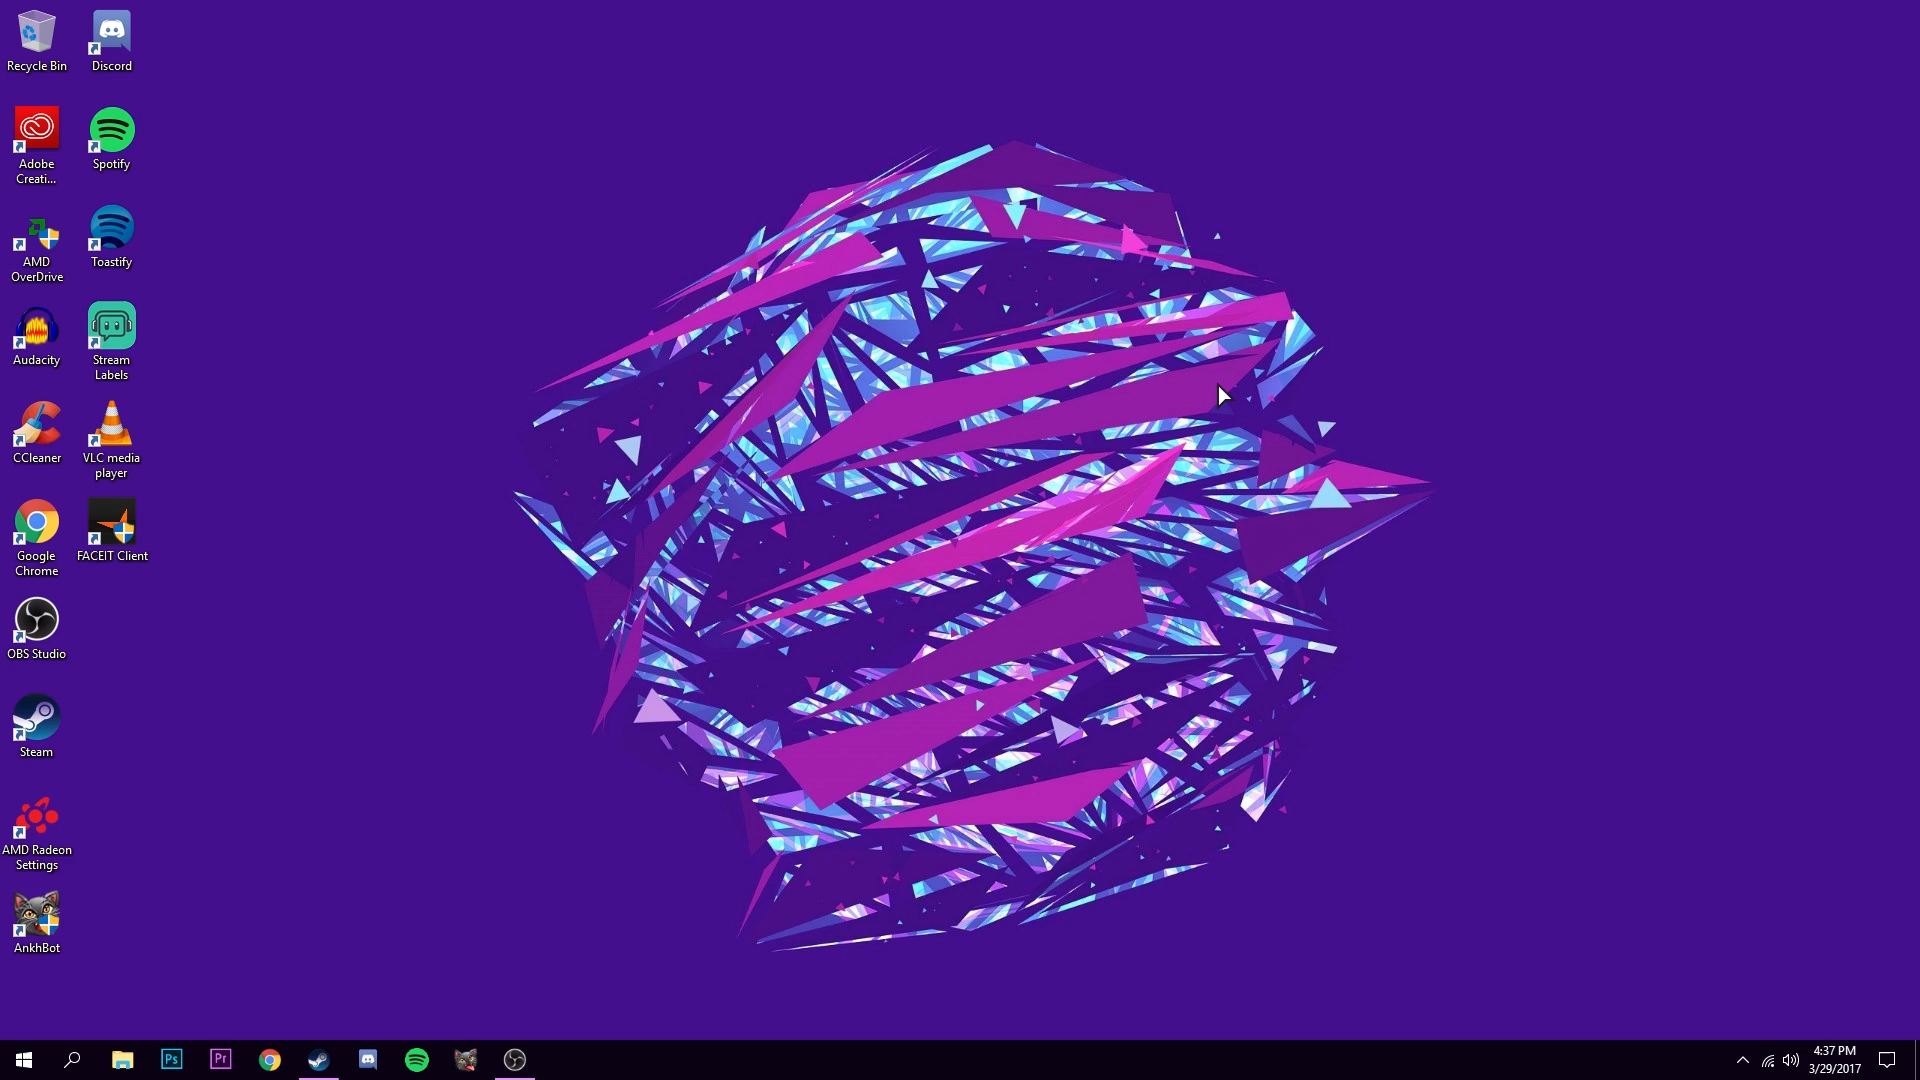 Recycle Bin
Discord
Adobe
Creati...
Spotify
AMD
OverDrive
Toastify
Audacity
Stream
Labels
CCleaner
VLC media
player
Google
Chrome
FACEIT Client
OBS Studio
Steam
AMD Radeon
Settings
AnkhBot
Ps
Pr
4:37 PM
3/29/2017